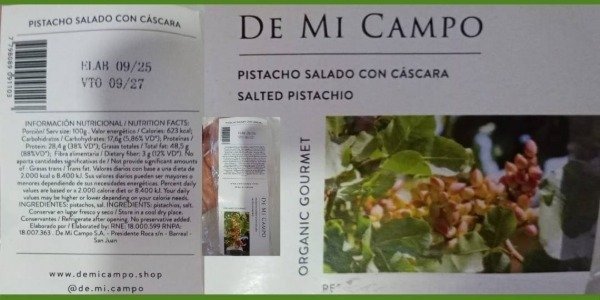 PISTACHO SALADO CON CÁSCARA
ELAB 09/25
VTO 09/27
INFORMACIÓN NUTRICIONAL / NUTRITION FACTS:
Porción/ Serv size: 100g . Valor energético / Calories: 623 kcal;
Carbohidratos / Carbohydrates: 17,6g (5,86% VD*); Proteínas /
Protein: 28,4 g (38% VD*); Grasas totales / Total fat: 48,5 g
(88%VD*); Fibra alimentaria / Dietary fiber: 3 g (12% VD*). No
aporta cantidades significativas de / Not provide significant amounts
of - Grasas trans / Trans fat. Valores diarios con base a una dieta de
2.000 kcal o 8.400 kJ. Sus valores diarios pueden ser mayores o
menores dependiendo de sus necesidades energéticas. Percent daily
values are based or a 2.000 calorie diet or 8.400 kJ. Your daily
values may be higher or lower depending on your calorie needs.
INGREDIENTES: pistachos, sal. INGREDIENTS: pistachios, salt.
Conservar en lugar fresco y seco / Store in a cool dry place.
Conservantes / Refrigerate after opening. No preservative added.
Elaborado por / Elaborated by: RNE. 18.000.599 RNPA:
18.007.363 . De Mi Campo S.A. - Presidente Roca s/n - Barreal -
San Juan
www.demicampo.shop
@de.mi.campo
DE MI CAMPO
DE MI CAMPO
PISTACHO SALADO CON CÁSCARA
SALTED PISTACHIO
ORGANIC GOURMET